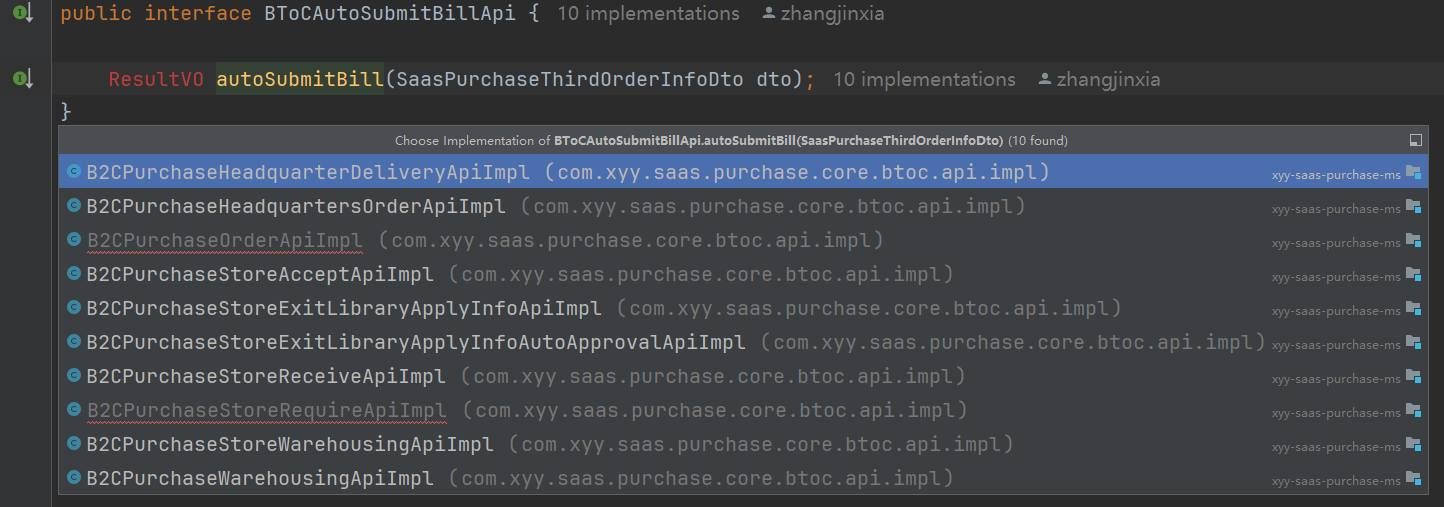 public interface BToCAutoSubmitBillApi { 10 implementations zhangjinxia
ResultVO autoSubmitBill(SaasPurchaseThirdOrderInfoDto dto); 10 implementations zhangjinxia
}
Choose Implementation of BToCAutoSubmitBillApi.autoSubmitBill(SaasPurchaseThirdOrderInfoDto) (10 found)
B2CPurchaseHeadquarterDeliveryApiImpl (com.xyy.saas.purchase.core.btoc.api.impl) xyy-saas-purchase-ms
B2CPurchaseHeadquartersOrderApiImpl (com.xyy.saas.purchase.core.btoc.api.impl) xyy-saas-purchase-ms
B2CPurchaseOrderApiImpl (com.xyy.saas.purchase.core.btoc.api.impl) xyy-saas-purchase-ms
B2CPurchaseStoreAcceptApiImpl (com.xyy.saas.purchase.core.btoc.api.impl) xyy-saas-purchase-ms
B2CPurchaseStoreExitLibraryApplyInfoApiImpl (com.xyy.saas.purchase.core.btoc.api.impl) xyy-saas-purchase-ms
B2CPurchaseStoreExitLibraryApplyInfoAutoApprovalApiImpl (com.xyy.saas.purchase.core.btoc.api.impl) xyy-saas-purchase-ms
B2CPurchaseStoreReceiveApiImpl (com.xyy.saas.purchase.core.btoc.api.impl) xyy-saas-purchase-ms
B2CPurchaseStoreRequireApiImpl (com.xyy.saas.purchase.core.btoc.api.impl) xyy-saas-purchase-ms
B2CPurchaseStoreWarehousingApiImpl (com.xyy.saas.purchase.core.btoc.api.impl) xyy-saas-purchase-ms
B2CPurchaseWarehousingApiImpl (com.xyy.saas.purchase.core.btoc.api.impl) xyy-saas-purchase-ms